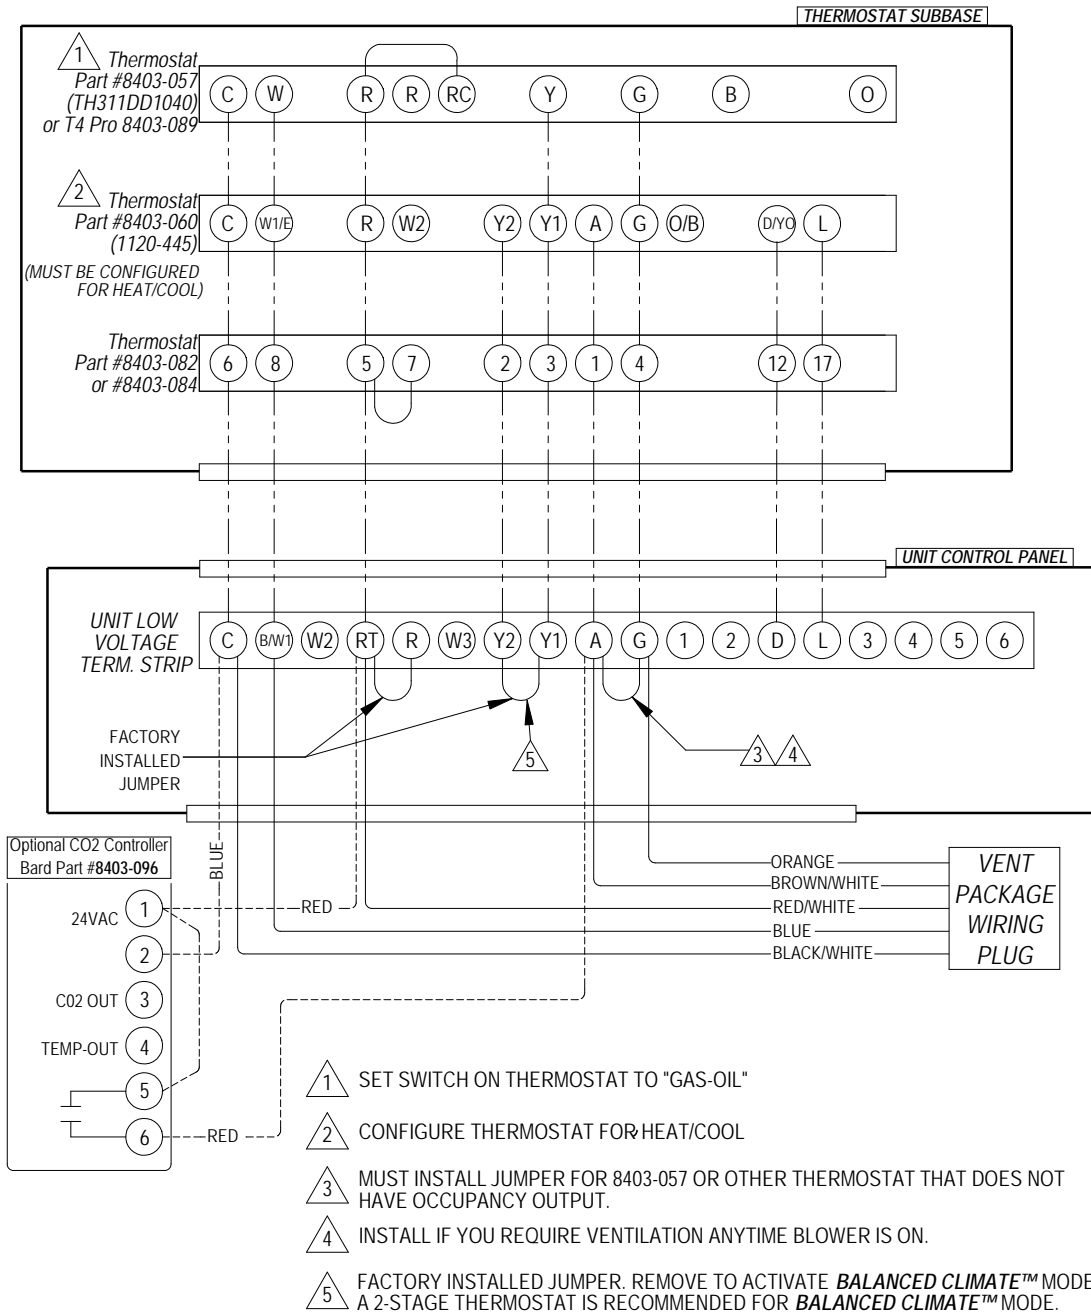 THERMOSTAT SUBBASE
1
Thermostat
Part #8403-057
(TH311DD1040)
or T4 Pro 8403-089
C W R R RC Y G B O
2
Thermostat
Part #8403-060
(1120-445)
(MUST BE CONFIGURED
FOR HEAT/COOL)
C W1/E R W2 Y2 Y1 A G O/B D/YO L
Thermostat
Part #8403-082
or #8403-084
6 8 5 7 2 3 1 4 12 17
UNIT CONTROL PANEL
UNIT LOW
VOLTAGE
TERM. STRIP
C B/W1 W2 RT R W3 Y2 Y1 A G 1 2 D L 3 4 5 6
FACTORY
INSTALLED
JUMPER
5
3 4
Optional CO2 Controller
Bard Part #8403-096
BLUE
24VAC 1
2
C02 OUT 3
TEMP-OUT 4
5
6
RED
RED
ORANGE
BROWN/WHITE
RED/WHITE
BLUE
BLACK/WHITE
VENT
PACKAGE
WIRING
PLUG
1 SET SWITCH ON THERMOSTAT TO "GAS-OIL"
2 CONFIGURE THERMOSTAT FOR HEAT/COOL
3 MUST INSTALL JUMPER FOR 8403-057 OR OTHER THERMOSTAT THAT DOES NOT
HAVE OCCUPANCY OUTPUT.
4 INSTALL IF YOU REQUIRE VENTILATION ANYTIME BLOWER IS ON.
5 FACTORY INSTALLED JUMPER. REMOVE TO ACTIVATE BALANCED CLIMATE™ MODE
A 2-STAGE THERMOSTAT IS RECOMMENDED FOR BALANCED CLIMATE™ MODE.